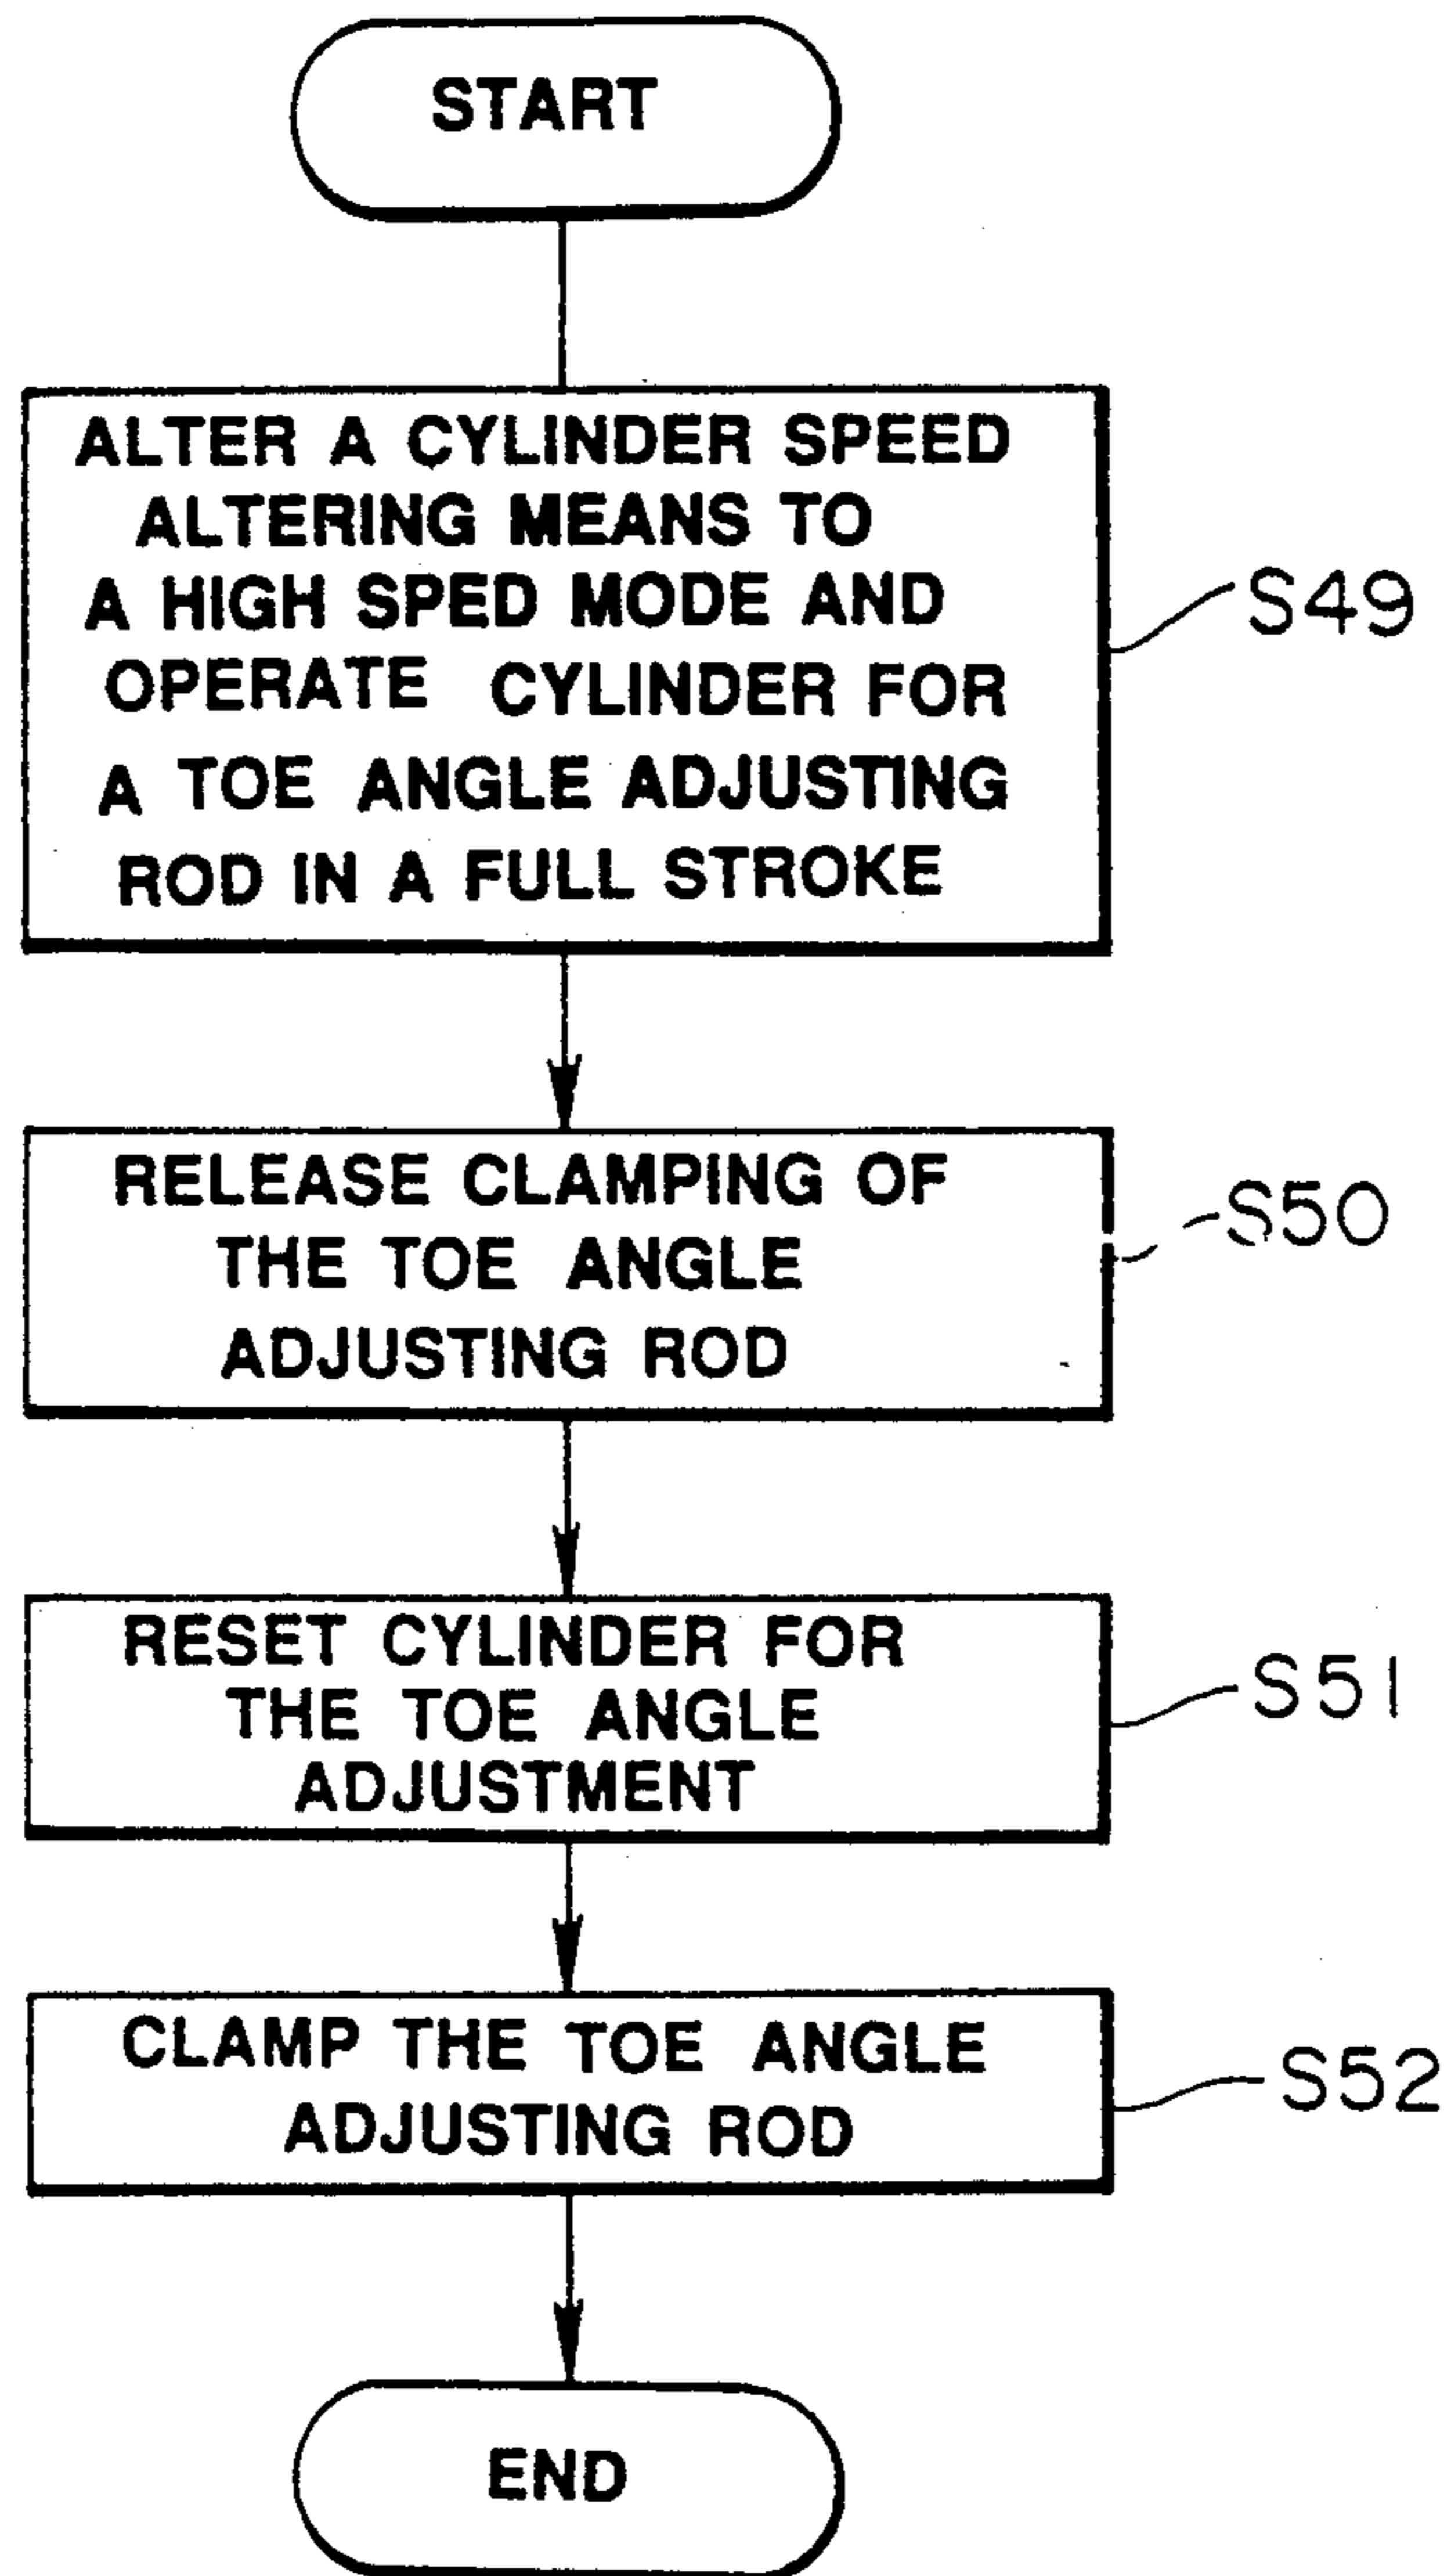 START
ALTER A CYLINDER SPEED
ALTERING MEANS TO
A HIGH SPED MODE AND
OPERATE CYLINDER FOR
A TOE ANGLE ADJUSTING
ROD IN A FULL STROKE
S49
RELEASE CLAMPING OF
THE TOE ANGLE
ADJUSTING ROD
S50
RESET CYLINDER FOR
THE TOE ANGLE
ADJUSTMENT
S51
CLAMP THE TOE ANGLE
ADJUSTING ROD
S52
END